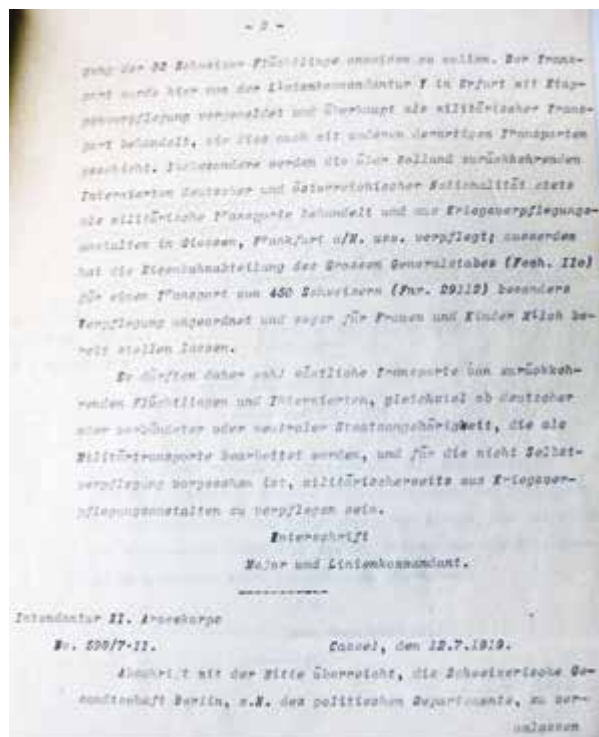 - 2 -
gung der 32 Schweizer Flüchtlinge anweisen zu wollen. Der Trans-
port wurde hier von der Linienkommandantur T in Erfurt mit Etap-
penverpflegung vorgemeldet und überhaupt als militärischer Trans-
port behandelt, wie dies auch mit anderen derartigen Transporten
geschieht. Insbesondere werden die über Holland zurückkehrenden
Internierten deutscher und österreichischer Nationalität stets
als militärische Transporte behandelt und aus Kriegsverpflegungs-
anstalten in Giessen, Frankfurt a/M. usw. verpflegt; ausserdem
hat die Eisenbahnabteilung des Grossen Generalstabes (Fesh. IIe)
für einen Transport von 450 Schweizern (Fnr. 29112) besondere
Verpflegung angeordnet und sogar für Frauen und Kinder Milch be-
reit stellen lassen.
Es dürften daher wohl sämtliche Transporte von zurückkeh-
renden Flüchtlingen und Internierten, gleichviel ob deutscher
oder verbündeter oder neutraler Staatsangehörigkeit, die als
Militärtransporte bearbeitet werden, und für die nicht Selbst-
verpflegung vorgesehen ist, militärischerseits aus Kriegsver-
pflegungsanstalten zu verpflegen sein.
Unterschrift
Major und Linienkommandant.
Intendantur XI. Armeekorps
No. 590/7·11. Cassel, den 12.7.1919.
Abschrift mit der Bitte überreicht, die Schweizerische Ge-
sandtschaft Berlin, z.H. des politischen Departements, zu ver-
anlassen